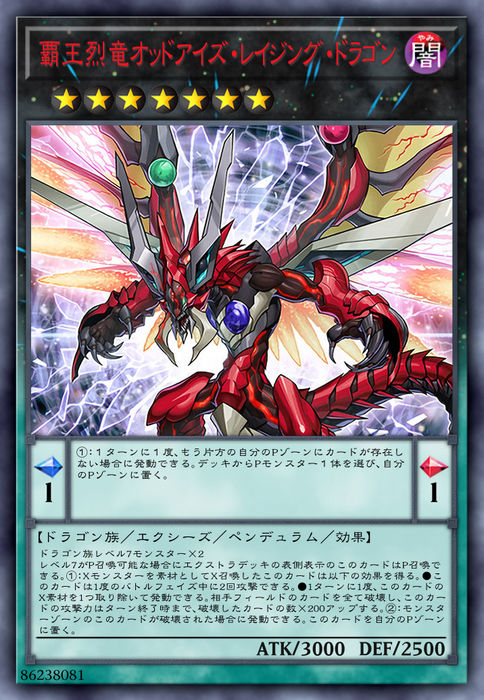 覇王烈竜オッドアイズ・レイジング・ドラゴン
やみ
闇
①：１ターンに１度、もう片方の自分のＰゾーンにカードが存在し
ない場合に発動できる。デッキからＰモンスター１体を選び、自分
のＰゾーンに置く。
1
1
【ドラゴン族／エクシーズ／ペンデュラム／効果】
ドラゴン族レベル7モンスター×2
レベル7がP召喚可能な場合にエクストラデッキの表側表示のこのカードはP召喚で
きる。①：Xモンスターを素材としてX召喚したこのカードは以下の効果を得る。●こ
のカードは1度のバトルフェイズ中に2回攻撃できる。●1ターンに1度、このカードの
X素材を1つ取り除いて発動できる。相手フィールドのカードを全て破壊し、このカー
ドの攻撃力はターン終了時まで、破壊したカードの数×200アップする。②：モンスタ
ーゾーンのこのカードが破壊された場合に発動できる。このカードを自分のPゾーン
に置く。
ATK/3000 DEF/2500
86238081